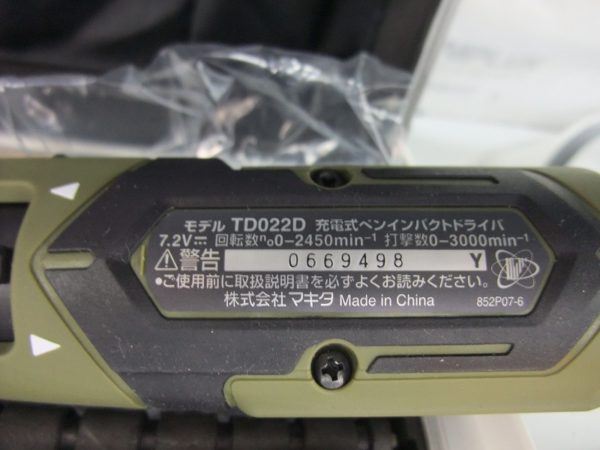 モデル TD022D 充電式ペンインパクトドライバ
7.2V⎓ 回転数n₀0-2450min⁻¹ 打撃数0-3000min⁻¹
⚠警告 0669498 Y
•ご使用前に取扱説明書を必ずよくお読みください。
株式会社 マキタ Made in China 852P07-6